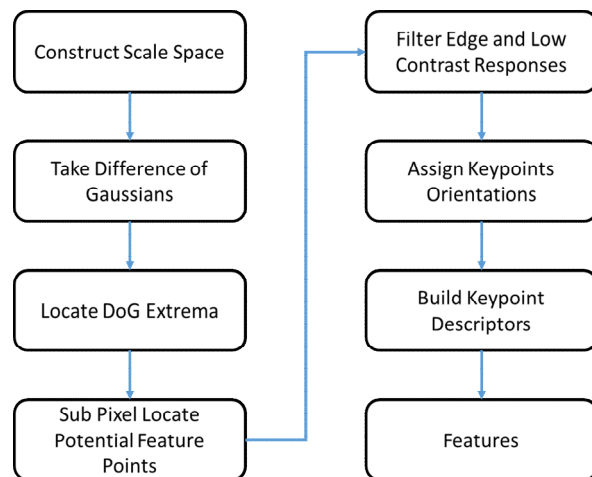 Construct Scale Space
Take Difference of
Gaussians
Locate DoG Extrema
Sub Pixel Locate
Potential Feature
Points
Filter Edge and Low
Contrast Responses
Assign Keypoints
Orientations
Build Keypoint
Descriptors
Features